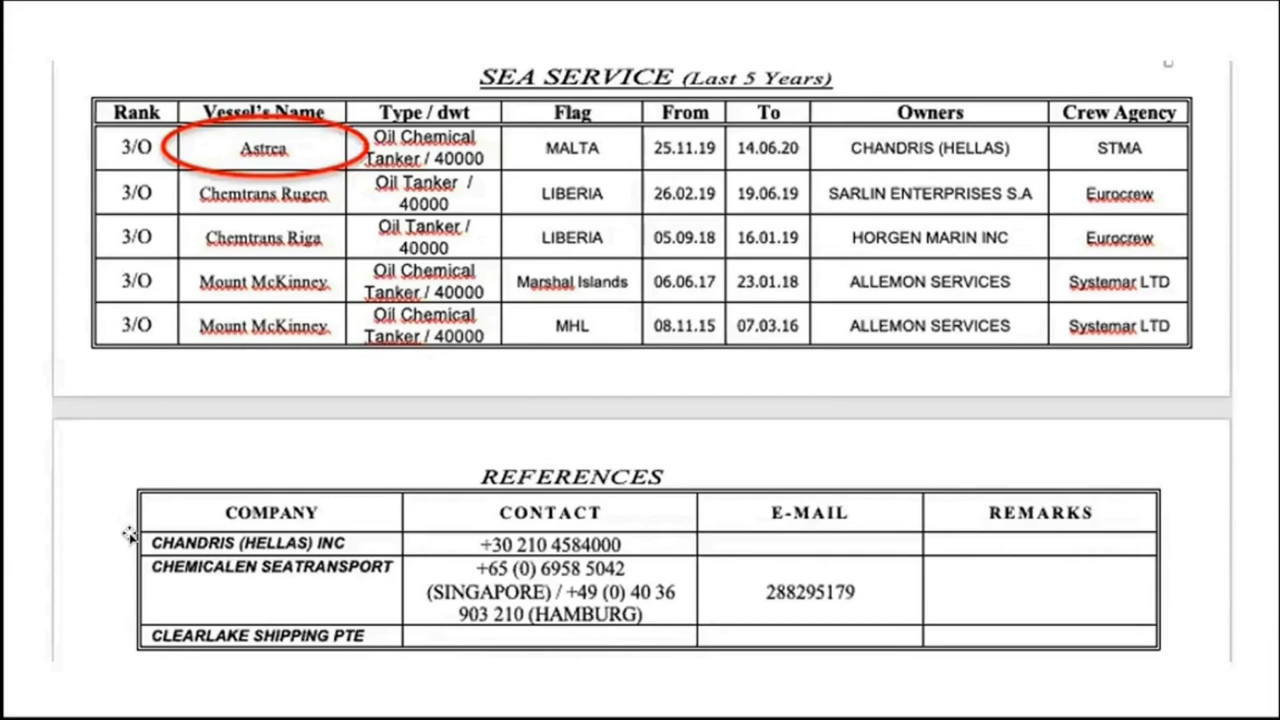 SEA SERVICE (Last 5 Years)
Rank Vessel's Name Type / dwt Flag From To Owners Crew Agency
3/O Astrea Oil Chemical Tanker / 40000 MALTA 25.11.19 14.06.20 CHANDRIS (HELLAS) STMA
3/O Chemtrans Rugen Oil Tanker / 40000 LIBERIA 26.02.19 19.06.19 SARLIN ENTERPRISES S.A Eurocrew
3/O Chemtrans Riga Oil Tanker / 40000 LIBERIA 05.09.18 16.01.19 HORGEN MARIN INC Eurocrew
3/O Mount McKinney Oil Chemical Tanker / 40000 Marshal Islands 06.06.17 23.01.18 ALLEMON SERVICES Systemar LTD
3/O Mount McKinney Oil Chemical Tanker / 40000 MHL 08.11.15 07.03.16 ALLEMON SERVICES Systemar LTD
REFERENCES
COMPANY CONTACT E-MAIL REMARKS
CHANDRIS (HELLAS) INC +30 210 4584000
CHEMICALEN SEATRANSPORT +65 (0) 6958 5042
(SINGAPORE) / +49 (0) 40 36 288295179
903 210 (HAMBURG)
CLEARLAKE SHIPPING PTE